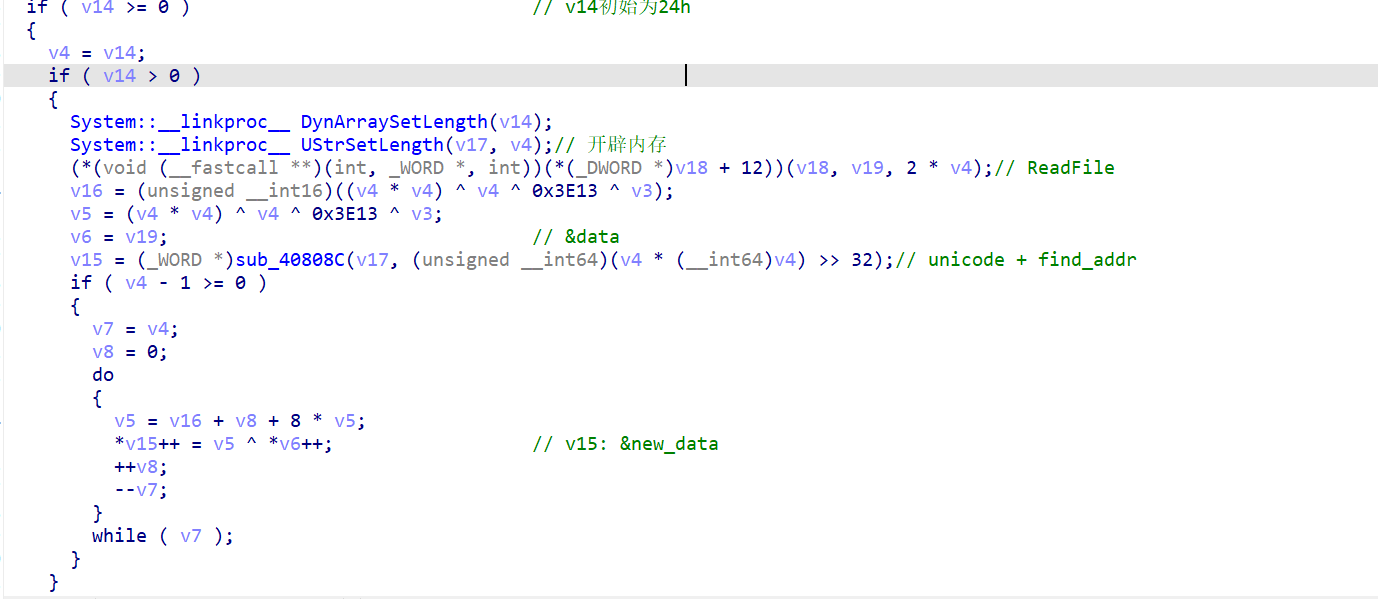 if ( v14 >= 0 ) // v14初始为24h
{
v4 = v14;
if ( v14 > 0 )
{
System::__linkproc__ DynArraySetLength(v14);
System::__linkproc__ UStrSetLength(v17, v4);// 开辟内存
(*(void (__fastcall **)(int, _WORD *, int))(*(_DWORD *)v18 + 12))(v18, v19, 2 * v4);// ReadFile
v16 = (unsigned __int16)((v4 * v4) ^ v4 ^ 0x3E13 ^ v3);
v5 = (v4 * v4) ^ v4 ^ 0x3E13 ^ v3;
v6 = v19; // &data
v15 = (_WORD *)sub_40808C(v17, (unsigned __int64)(v4 * (__int64)v4) >> 32);// unicode + find_addr
if ( v4 - 1 >= 0 )
{
v7 = v4;
v8 = 0;
do
{
v5 = v16 + v8 + 8 * v5;
*v15++ = v5 ^ *v6++; // v15: &new_data
++v8;
--v7;
}
while ( v7 );
}
}